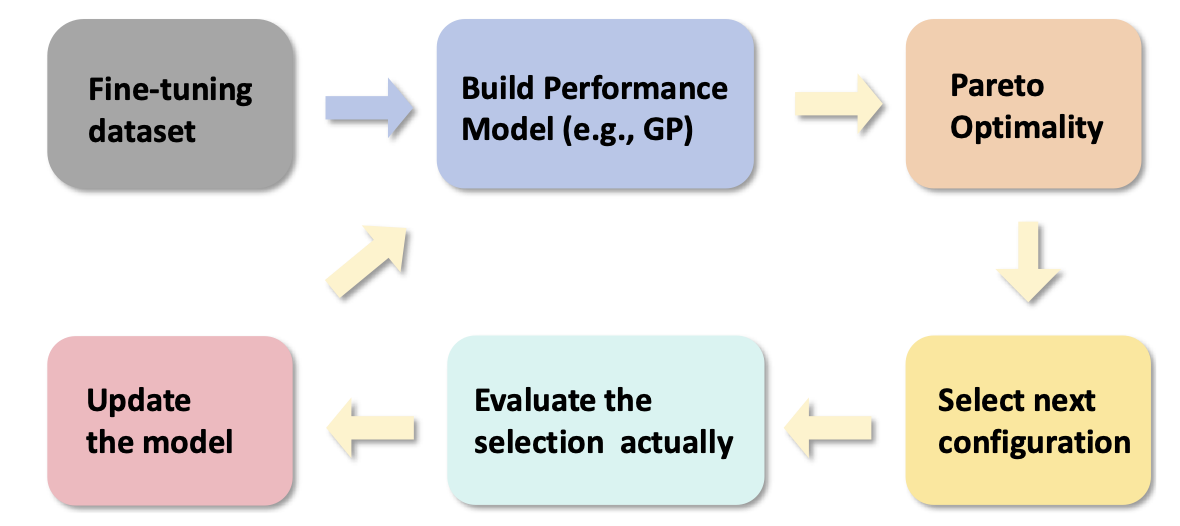 Fine-tuning
dataset
Build Performance
Model (e.g., GP)
Pareto
Optimality
Select next
configuration
Evaluate the
selection  actually
Update
the model